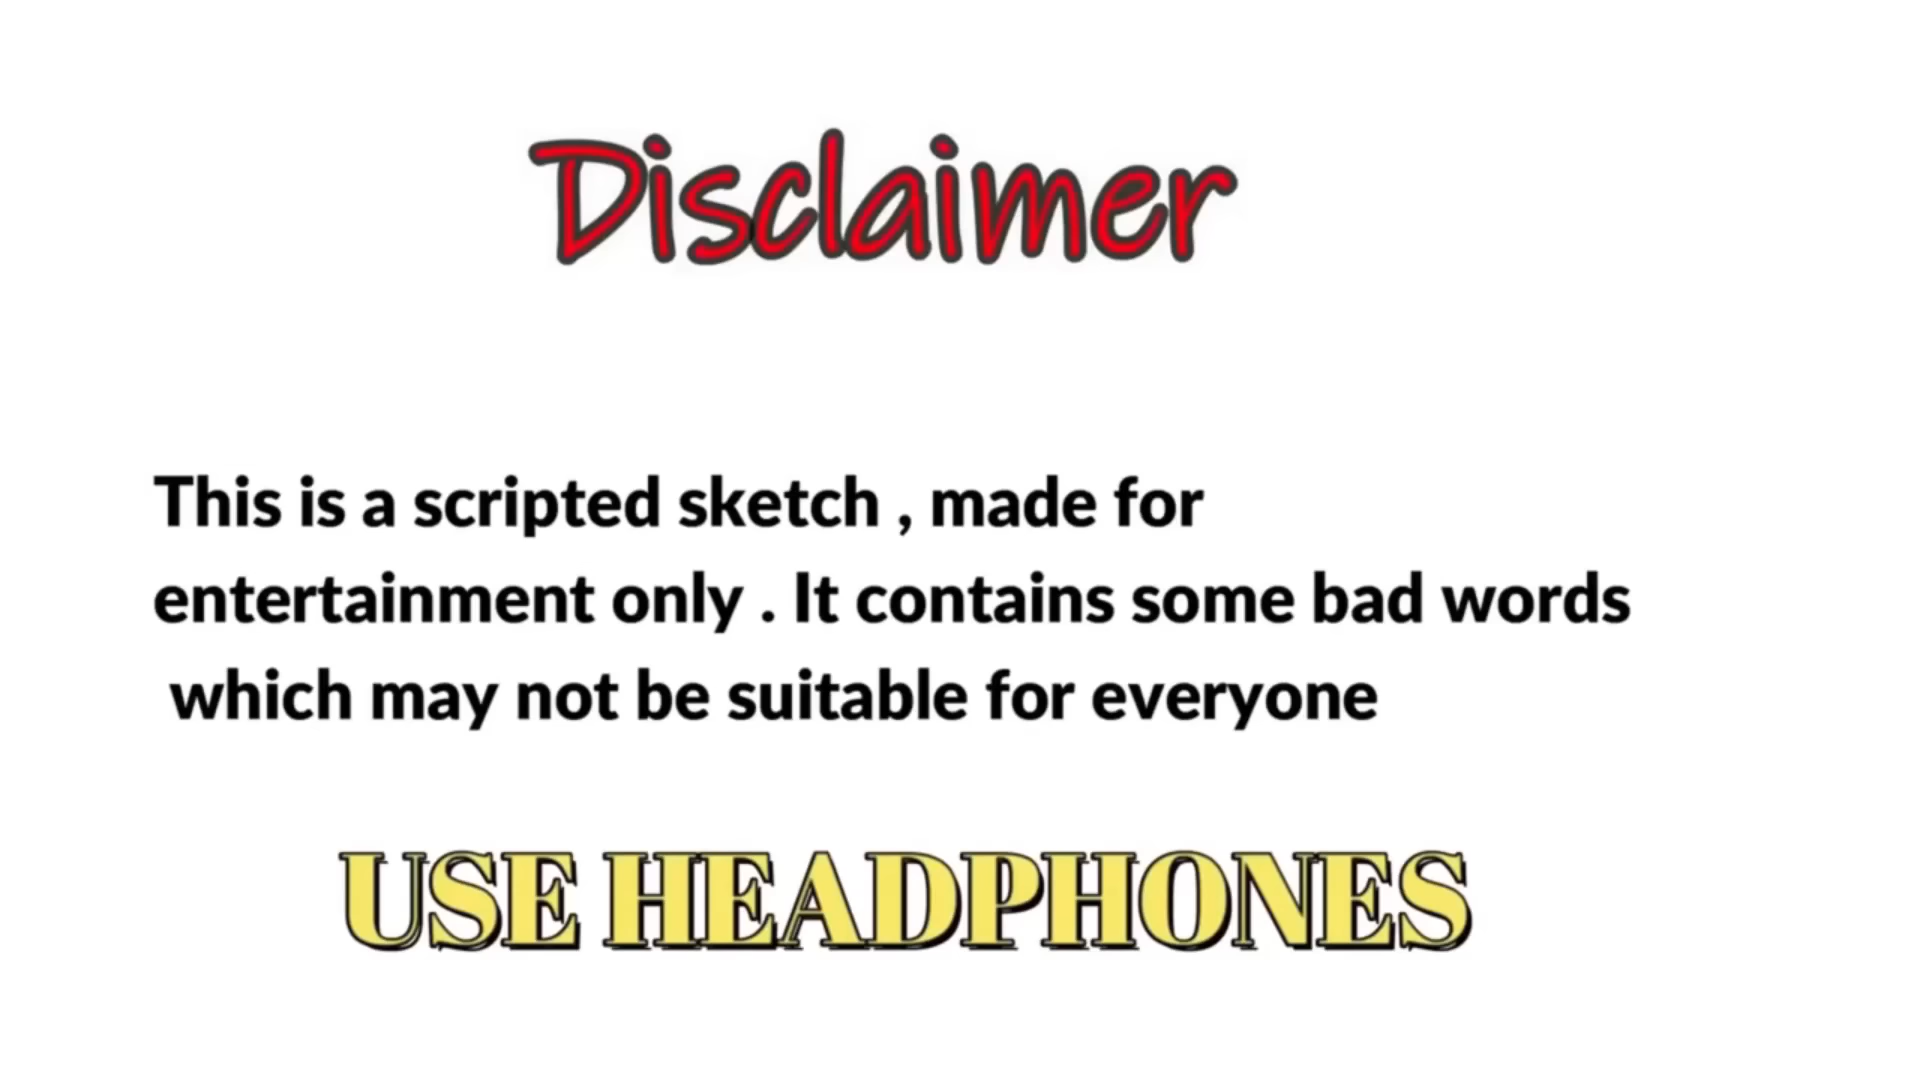 Disclaimer
This is a scripted sketch , made for
entertainment only . It contains some bad words
which may not be suitable for everyone
USE HEADPHONES